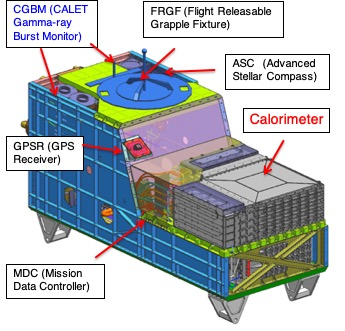 CGBM (CALET
Gamma-ray
Burst Monitor)
FRGF (Flight Releasable
Grapple Fixture)
ASC (Advanced
Stellar Compass)
Calorimeter
GPSR (GPS
Receiver)
MDC (Mission
Data Controller)